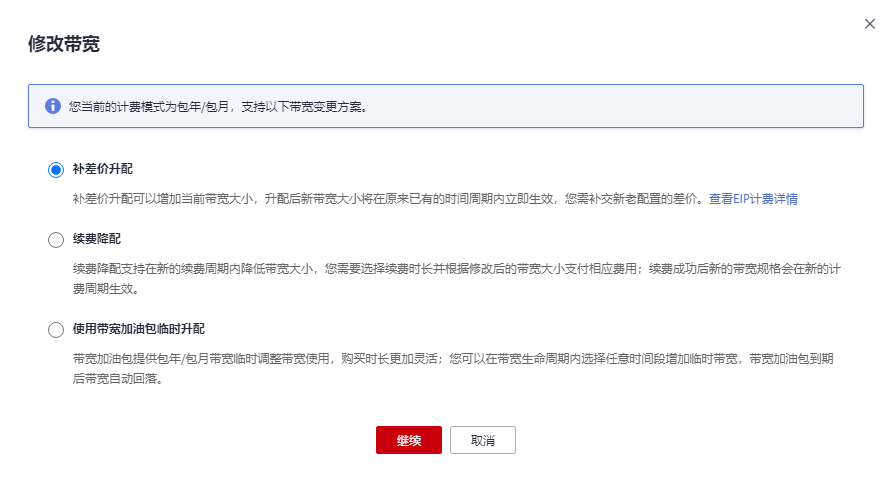 修改带宽
您当前的计费模式为包年/包月，支持以下带宽变更方案。
补差价升配
补差价升配可以增加当前带宽大小，升配后新带宽大小将在原来已有的时间周期内立即生效，您需补交新老配置的差价。查看EIP计费详情
续费降配
续费降配支持在新的续费周期内降低带宽大小，您需要选择续费时长并根据修改后的带宽大小支付相应费用；续费成功后新的带宽规格会在新的计
费周期生效。
使用带宽加油包临时升配
带宽加油包提供包年/包月带宽临时调整带宽使用，购买时长更加灵活；您可以在带宽生命周期内选择任意时间段增加临时带宽，带宽加油包到期
后带宽自动回落。
继续
取消